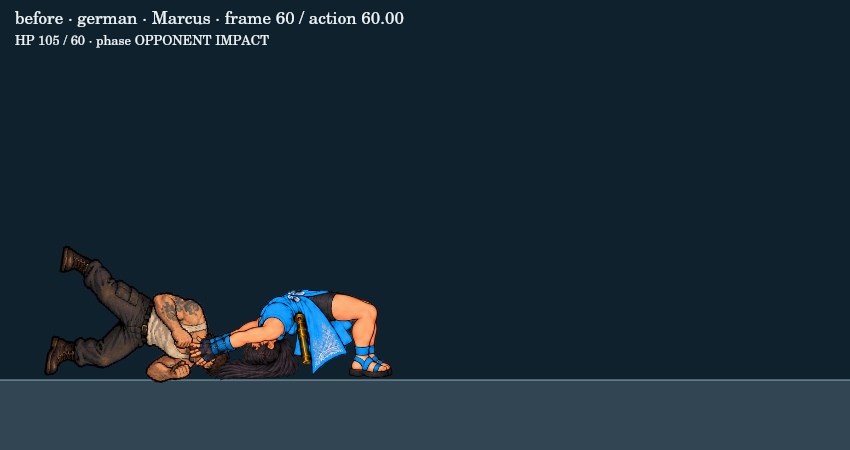 before · german · Marcus · frame 60 / action 60.00
HP 105 / 60 · phase OPPONENT IMPACT